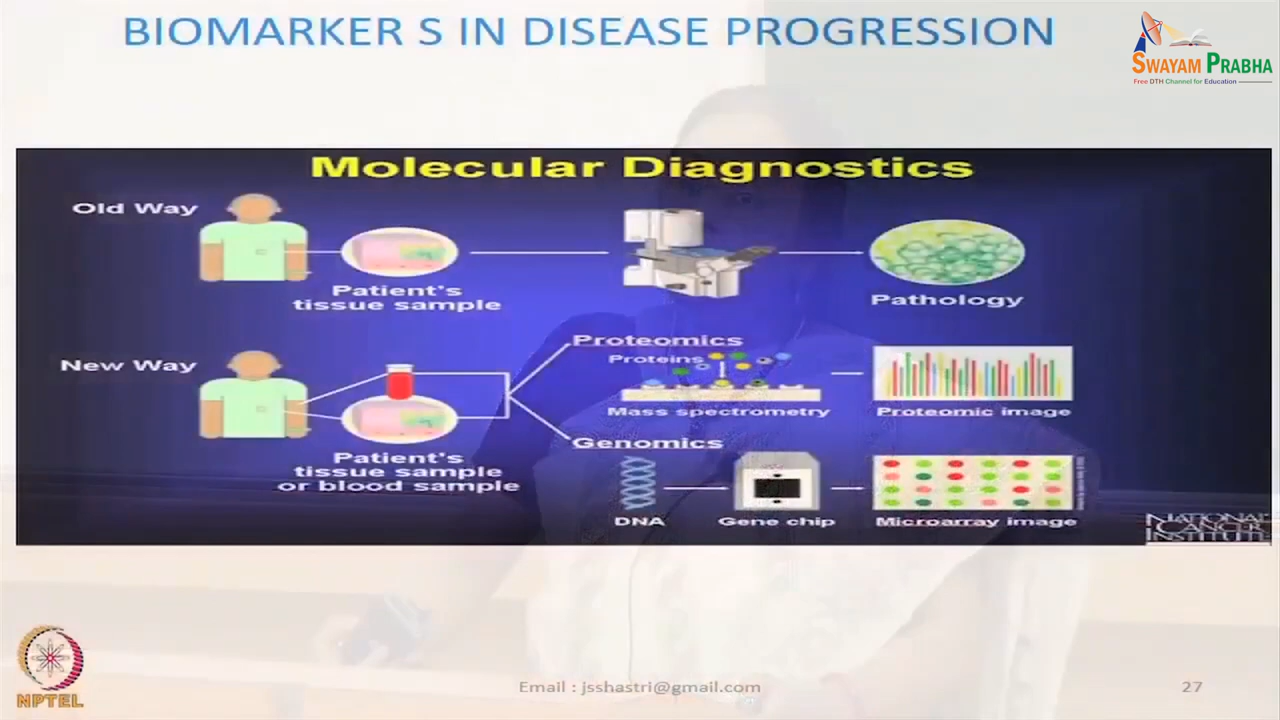 BIOMARKER S IN DISEASE PROGRESSION
SWAYAM PRABHA
Free DTH Channel for Education
Molecular Diagnostics
Old Way
Patient's
tissue sample
Pathology
New Way
Patient's
tissue sample
or blood sample
Proteomics
Proteins
Mass spectrometry
Proteomic image
Genomics
DNA
Gene chip
Microarray image
NATIONAL
CANCER
INSTITUTE
NPTEL
Email : jsshastri@gmail.com
27